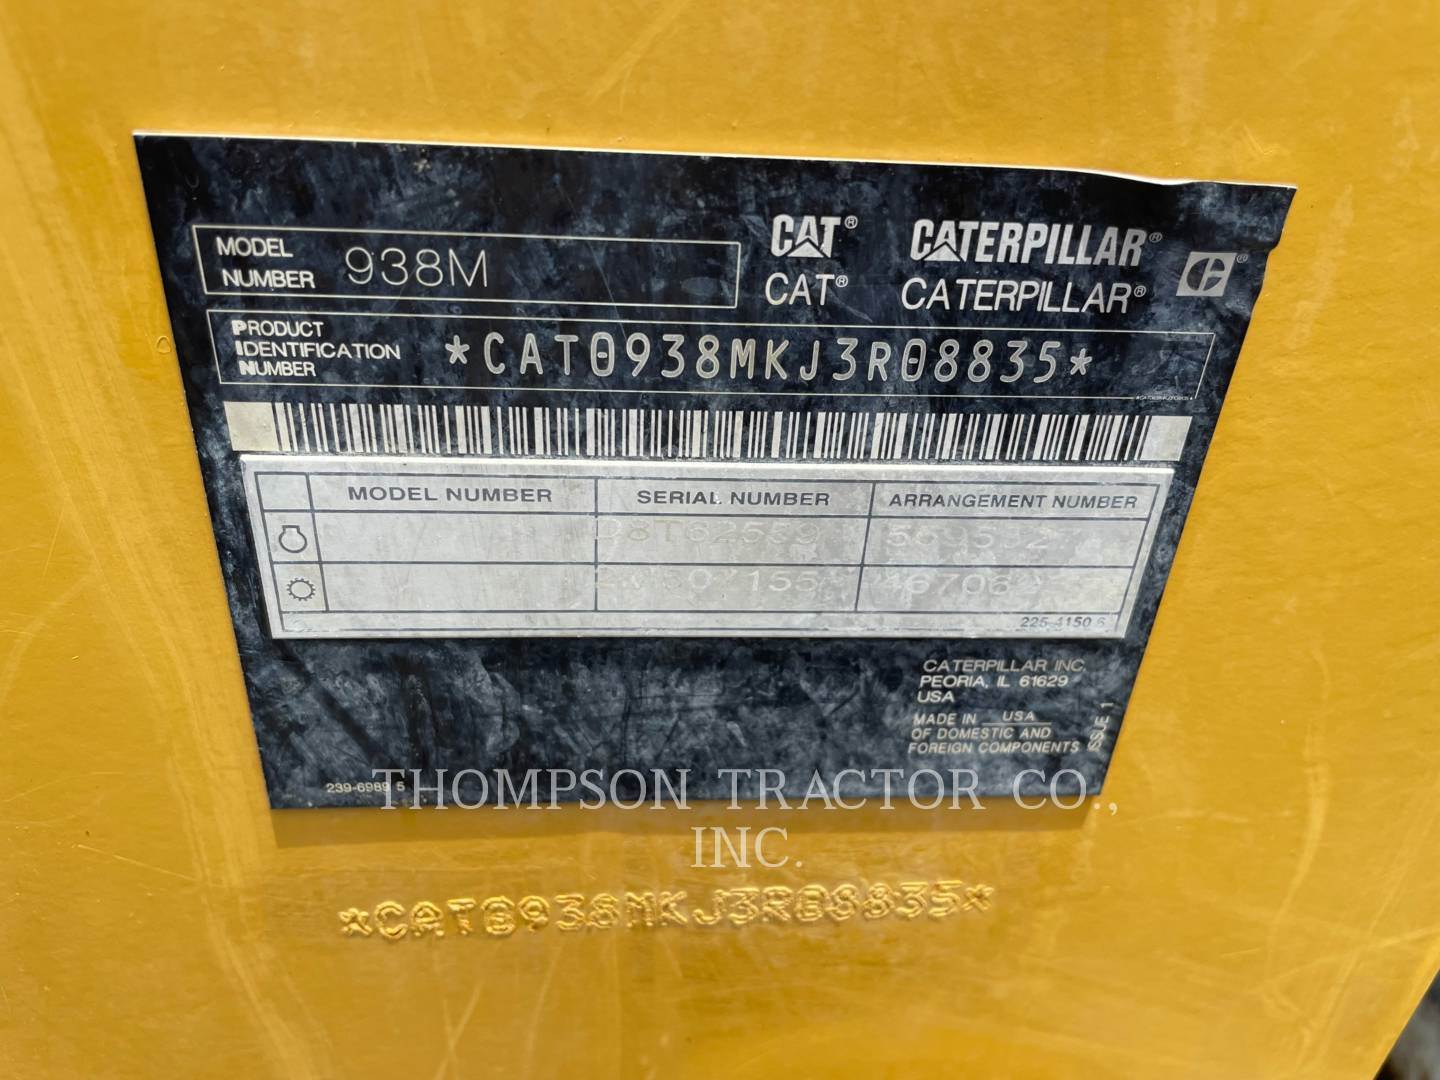 MODEL NUMBER 938M
CAT® CATERPILLAR®
CAT® CATERPILLAR®
PRODUCT IDENTIFICATION NUMBER *CAT0938MKJ3R08835*
MODEL NUMBER SERIAL NUMBER ARRANGEMENT NUMBER
225-4150 6
CATERPILLAR INC.
PEORIA, IL 61629
USA
MADE IN USA
OF DOMESTIC AND
FOREIGN COMPONENTS
ISSUE 1
239-6989 5
THOMPSON TRACTOR CO.,
INC.
*CAT0938MKJ3R08835*